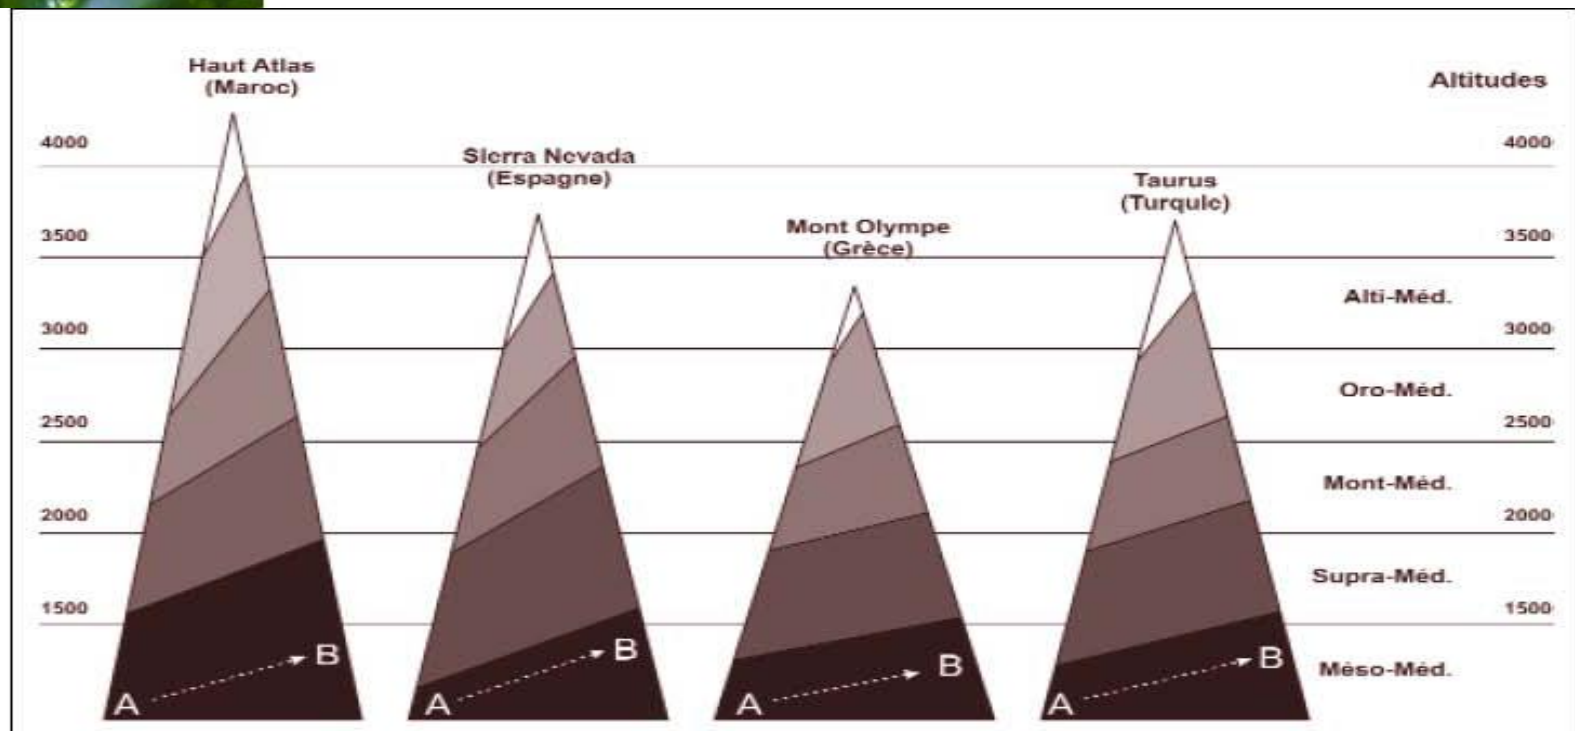 Haut Atlas
(Maroc)
Altitudes
4000
Sierra Nevada
(Espagne)
4000
Taurus
(Turquie)
Mont Olympe
(Grèce)
3500
3500
Alti-Méd.
3000
3000
Oro-Méd.
2500
2500
Mont-Méd.
2000
2000
Supra-Méd.
1500
1500
Méso-Méd.
A B
A B
A B
A B